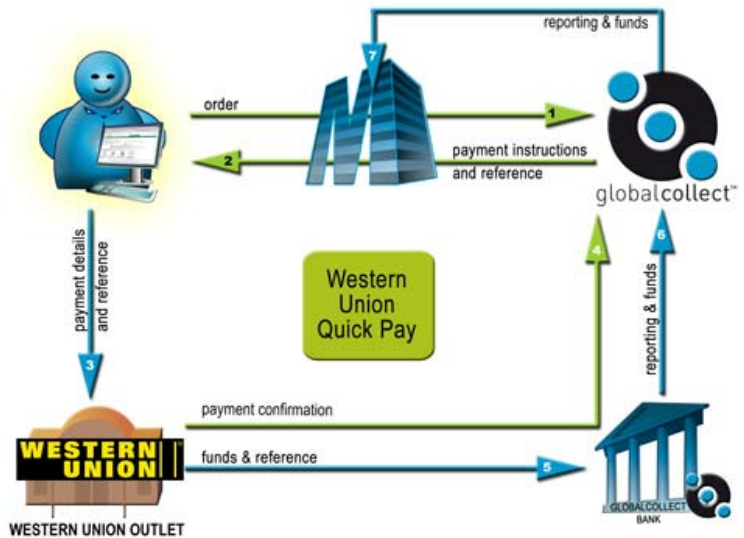 reporting & funds
7
order
1
2
payment instructions
and reference
globalcollect™
payment details
and reference
3
4
6
reporting & funds
Western
Union
Quick Pay
payment confirmation
WESTERN
UNION
funds & reference
5
GLOBALCOLLECT
BANK
WESTERN UNION OUTLET